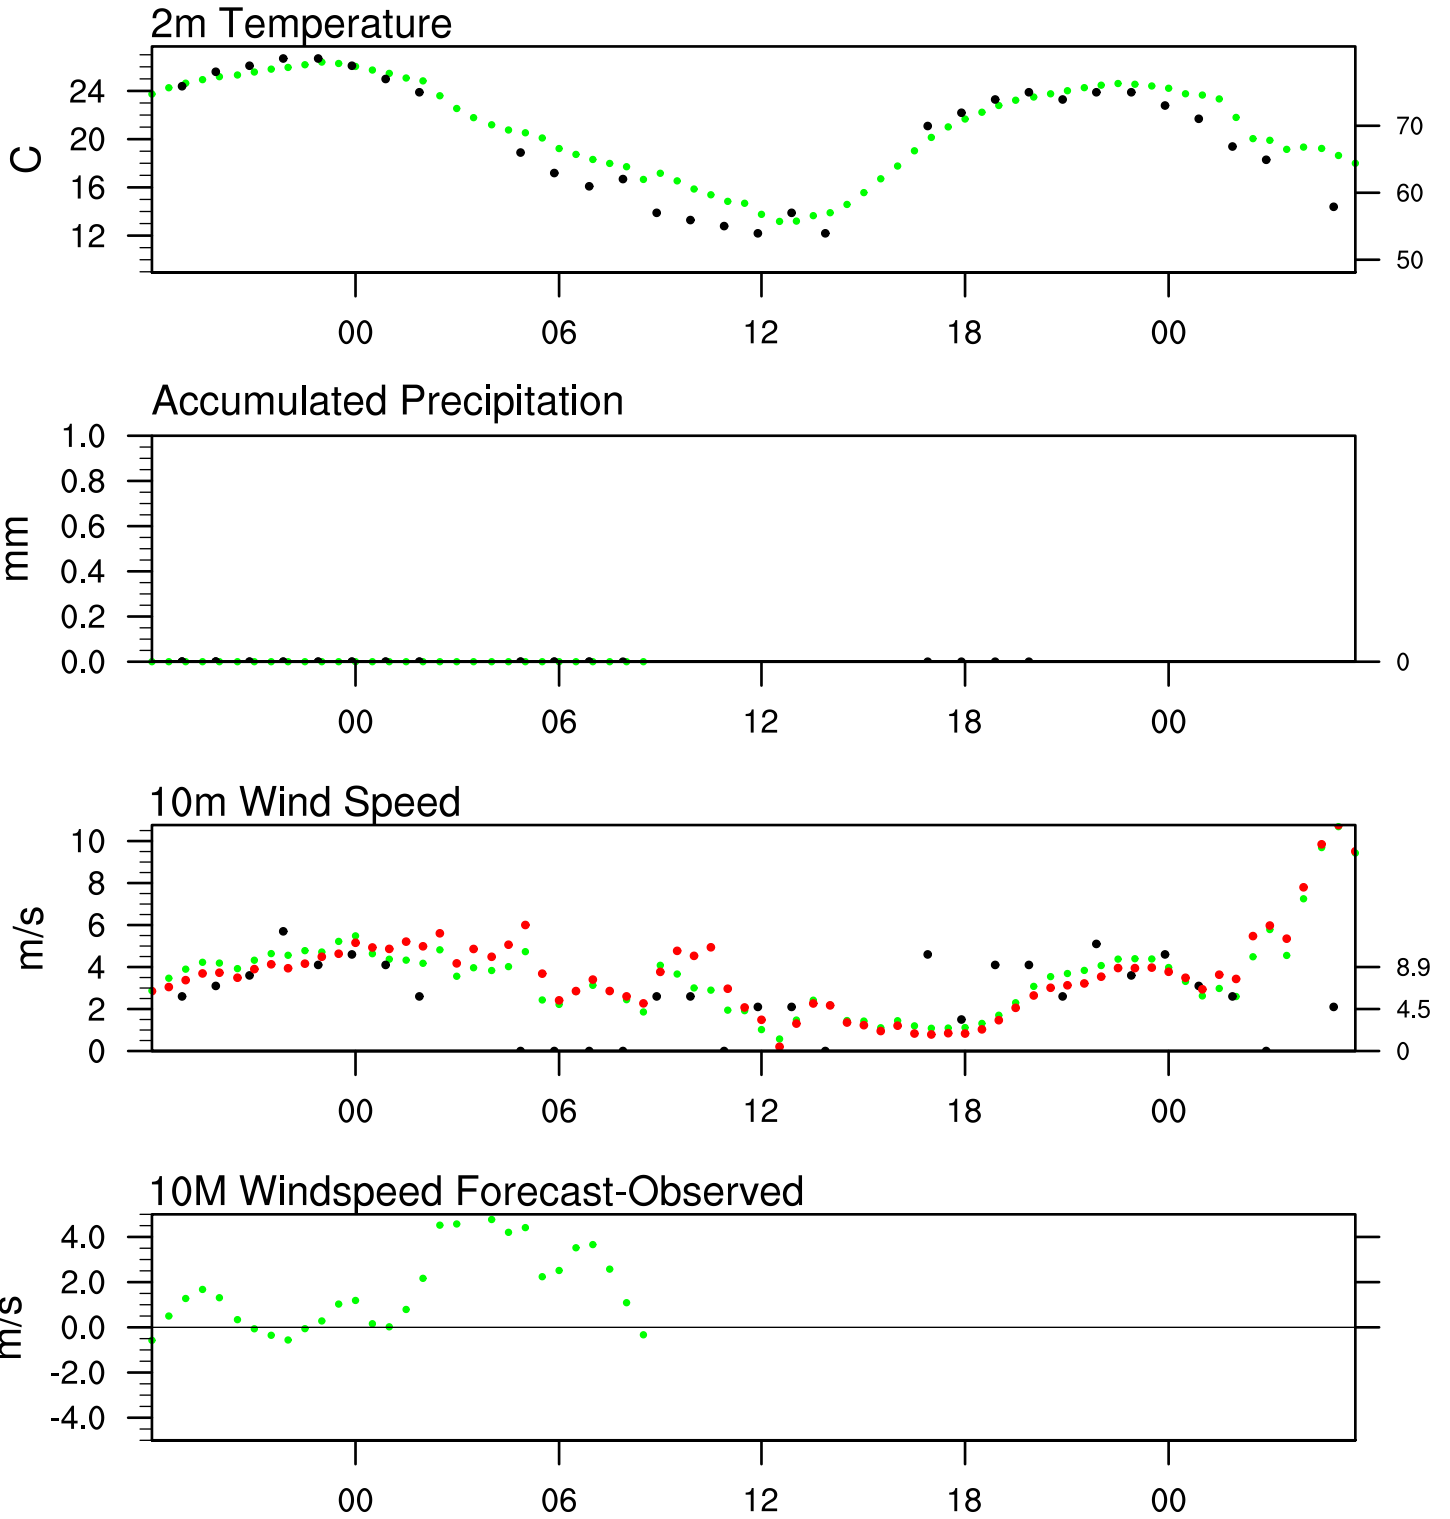 2m Temperature
24
20
16
12
C
70
60
50
00 06 12 18 00
Accumulated Precipitation
1.0
0.8
0.6
0.4
0.2
0.0
mm
0
00 06 12 18 00
10m Wind Speed
10
8
6
4
2
0
m/s
8.9
4.5
0
00 06 12 18 00
10M Windspeed Forecast-Observed
4.0
2.0
0.0
-2.0
-4.0
m/s
00 06 12 18 00